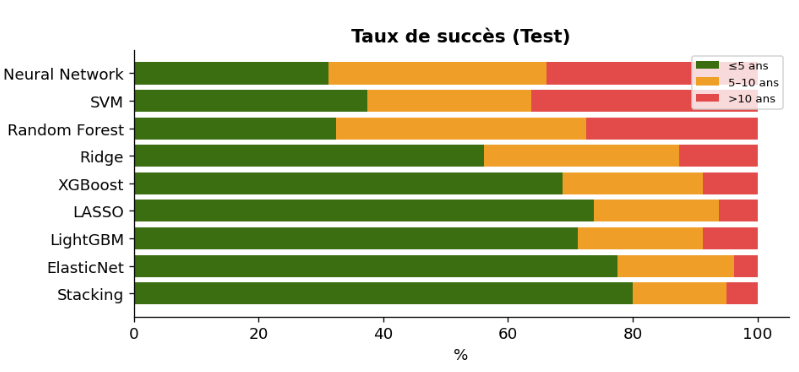 Taux de succès (Test)
≤5 ans
5–10 ans
>10 ans
Neural Network
SVM
Random Forest
Ridge
XGBoost
LASSO
LightGBM
ElasticNet
Stacking
0 20 40 60 80 100
%